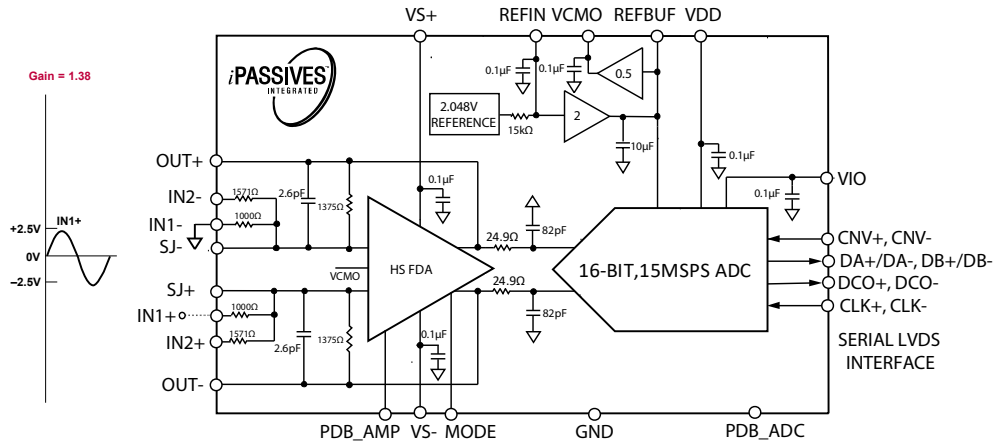 VS+
REFIN VCMO REFBUF VDD
Gain = 1.38
iPASSIVES
INTEGRATED
0.1µF
0.1µF
0.5
2.048V
REFERENCE
15kΩ
2
10µF
0.1µF
OUT+
IN2-
IN1-
SJ-
1571Ω
1000Ω
2.6pF
1375Ω
0.1µF
VIO
0.1µF
+2.5V
0V
–2.5V
IN1+
82pF
24.9Ω
VCMO
HS FDA
24.9Ω
82pF
16-BIT,15MSPS ADC
CNV+, CNV-
DA+/DA-, DB+/DB-
DCO+, DCO-
CLK+, CLK-
SERIAL LVDS
INTERFACE
SJ+
IN1+
IN2+
OUT-
1000Ω
1571Ω
2.6pF
1375Ω
0.1µF
PDB_AMP VS- MODE
GND
PDB_ADC